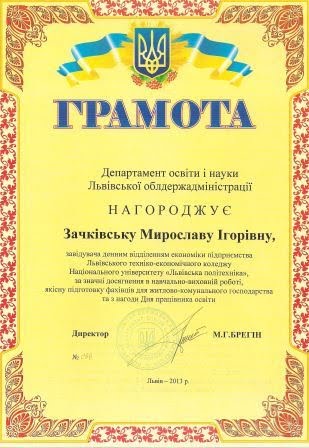 ГРАМОТА
Департамент освіти і науки
Львівської облдержадміністрації
НАГОРОДЖУЄ
Зачківську Мирославу Ігорівну,
завідувача денним відділенням економіки підприємства
Львівського техніко-економічного коледжу
Національного університету «Львівська політехніка»,
за значні досягнення в навчально-виховній роботі,
якісну підготовку фахівців для житлово-комунального господарства
та з нагоди Дня працівника освіти
Директор М.Г.БРЕГІН
№
Львів – 2013 р.